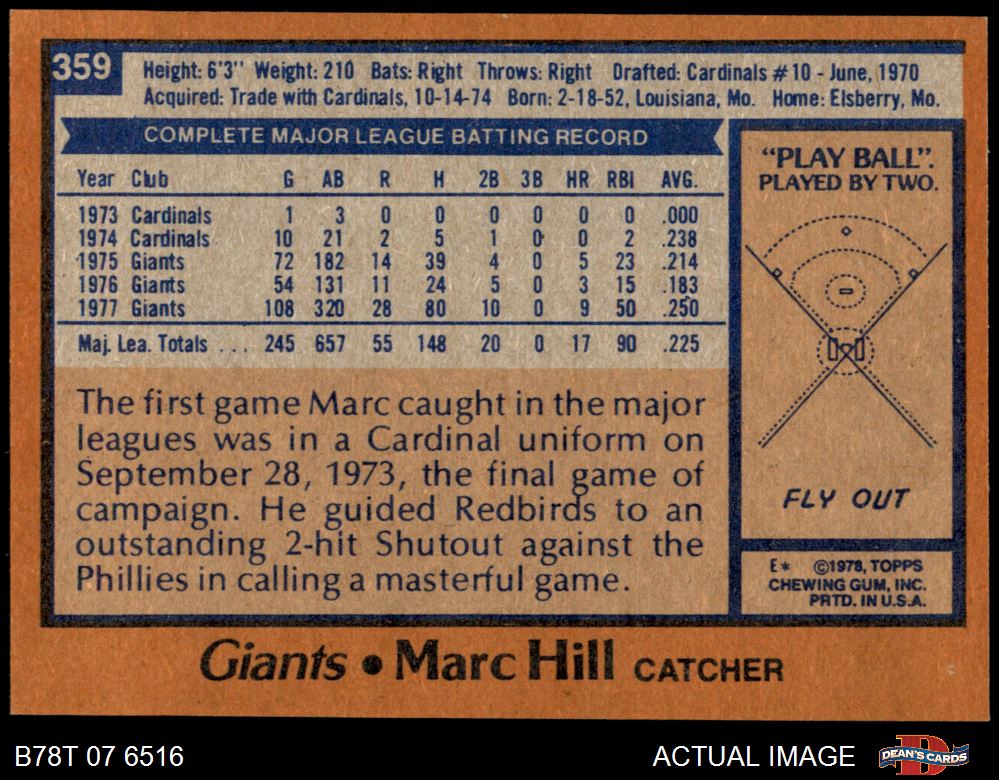 359
Height: 6'3" Weight: 210 Bats: Right Throws: Right Drafted: Cardinals #10 - June, 1970
Acquired: Trade with Cardinals, 10-14-74 Born: 2-18-52, Louisiana, Mo. Home: Elsberry, Mo.
COMPLETE MAJOR LEAGUE BATTING RECORD
Year Club G AB R H 2B 3B HR RBI AVG.
1973 Cardinals 1 3 0 0 0 0 0 0 .000
1974 Cardinals 10 21 2 5 1 0 0 2 .238
1975 Giants 72 182 14 39 4 0 5 23 .214
1976 Giants 54 131 11 24 5 0 3 15 .183
1977 Giants 108 320 28 80 10 0 9 50 .250
Maj. Lea. Totals . . . 245 657 55 148 20 0 17 90 .225
The first game Marc caught in the major
leagues was in a Cardinal uniform on
September 28, 1973, the final game of
campaign. He guided Redbirds to an
outstanding 2-hit Shutout against the
Phillies in calling a masterful game.
"PLAY BALL".
PLAYED BY TWO.
FLY OUT
E* ©1978, TOPPS
CHEWING GUM, INC.
PRTD. IN U.S.A.
Giants • Marc Hill CATCHER
B78T 07 6516
ACTUAL IMAGE
DEAN'S CARDS